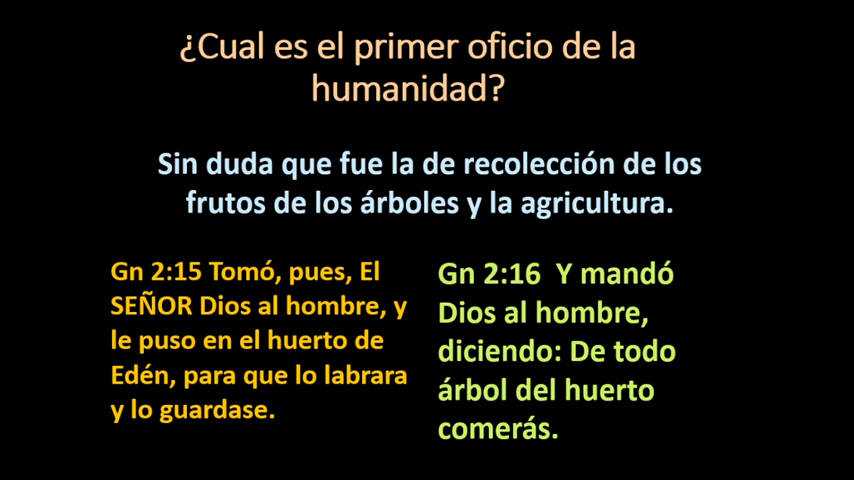 ¿Cual es el primer oficio de la
humanidad?
Sin duda que fue la de recolección de los
frutos de los árboles y la agricultura.
Gn 2:15 Tomó, pues, El
SEÑOR Dios al hombre, y
le puso en el huerto de
Edén, para que lo labrara
y lo guardase.
Gn 2:16  Y mandó
Dios al hombre,
diciendo: De todo
árbol del huerto
comerás.